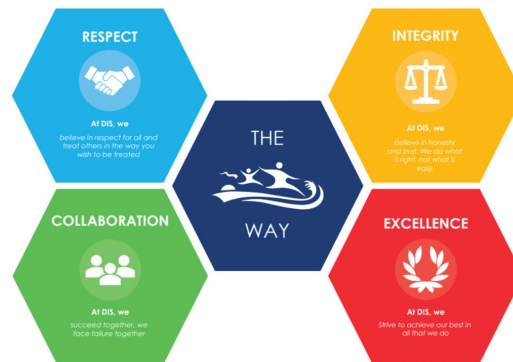 RESPECT
At DIS, we
believe in respect for all and
treat others in the way you
wish to be treated
INTEGRITY
At DIS, we
believe in honesty
and trust. We do what
is right, not what is
easy.
THE
WAY
COLLABORATION
At DIS, we
succeed together, we
face failure together
EXCELLENCE
At DIS, we
Strive to achieve our best in
all that we do